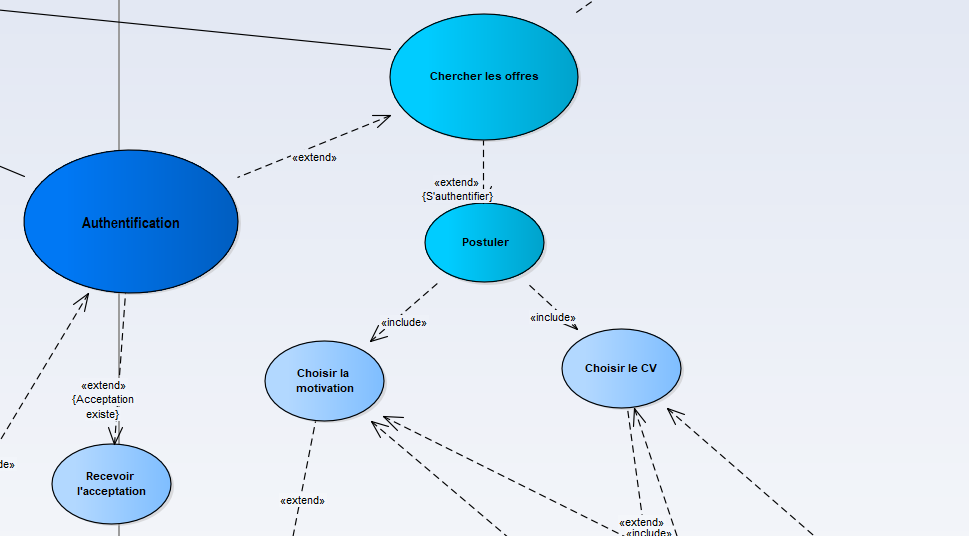 Chercher les offres
«extend»
«extend»
{S'authentifier}
Authentification
Postuler
«include»
«include»
Choisir la
motivation
Choisir le CV
«extend»
{Acceptation
existe}
Recevoir
l'acceptation
«extend»
«extend»
«include»